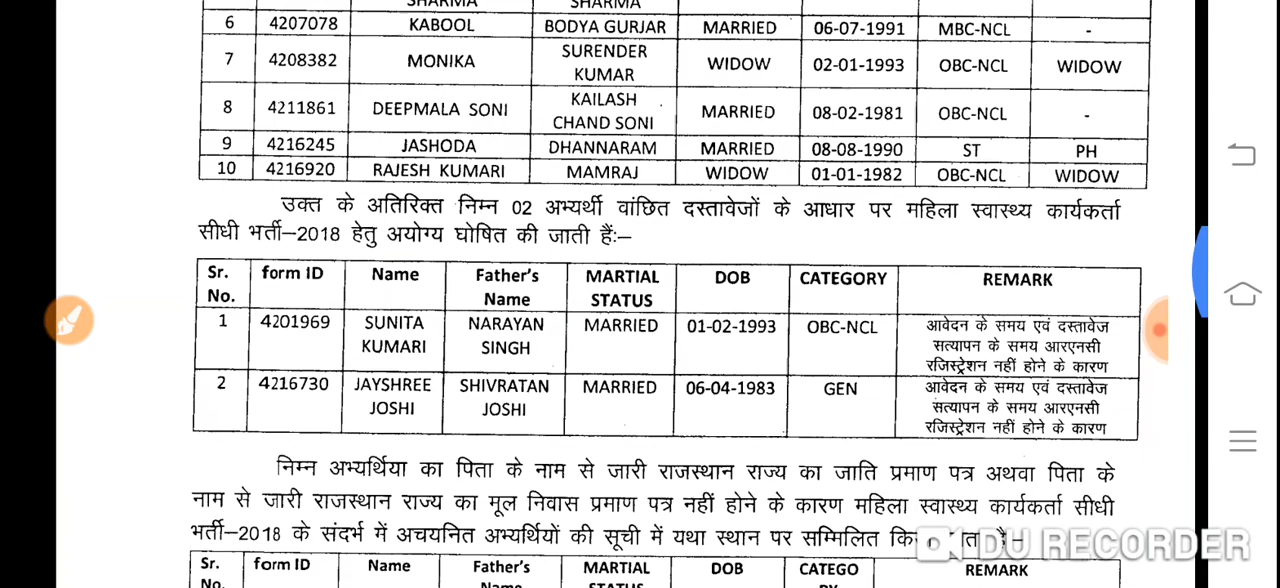 SHARMA SHARMA
6 4207078 KABOOL BODYA GURJAR MARRIED 06-07-1991 MBC-NCL -
7 4208382 MONIKA SURENDER KUMAR WIDOW 02-01-1993 OBC-NCL WIDOW
8 4211861 DEEPMALA SONI KAILASH CHAND SONI MARRIED 08-02-1981 OBC-NCL -
9 4216245 JASHODA DHANNARAM MARRIED 08-08-1990 ST PH
10 4216920 RAJESH KUMARI MAMRAJ WIDOW 01-01-1982 OBC-NCL WIDOW
उक्त के अतिरिक्त निम्न 02 अभ्यर्थी वांछित दस्तावेजों के आधार पर महिला स्वास्थ्य कार्यकर्ता
सीधी भर्ती–2018 हेतु अयोग्य घोषित की जाती हैः–
Sr. No. form ID Name Father's Name MARTIAL STATUS DOB CATEGORY REMARK
1 4201969 SUNITA KUMARI NARAYAN SINGH MARRIED 01-02-1993 OBC-NCL आवेदन के समय एवं दस्तावेज
सत्यापन के समय आरएनसी
रजिस्ट्रेशन नहीं होने के कारण
2 4216730 JAYSHREE JOSHI SHIVRATAN JOSHI MARRIED 06-04-1983 GEN आवेदन के समय एवं दस्तावेज
सत्यापन के समय आरएनसी
रजिस्ट्रेशन नहीं होने के कारण
निम्न अभ्यर्थिया का पिता के नाम से जारी राजस्थान राज्य का जाति प्रमाण पत्र अथवा पिता के
नाम से जारी राजस्थान राज्य का मूल निवास प्रमाण पत्र नहीं होने के कारण महिला स्वास्थ्य कार्यकर्ता सीधी
भर्ती–2018 के संदर्भ में अचयनित अभ्यर्थियों की सूची में यथा स्थान पर सम्मिलित
DU RECORDER
Sr. No. form ID Name Father's MARTIAL STATUS DOB CATEGO REMARK